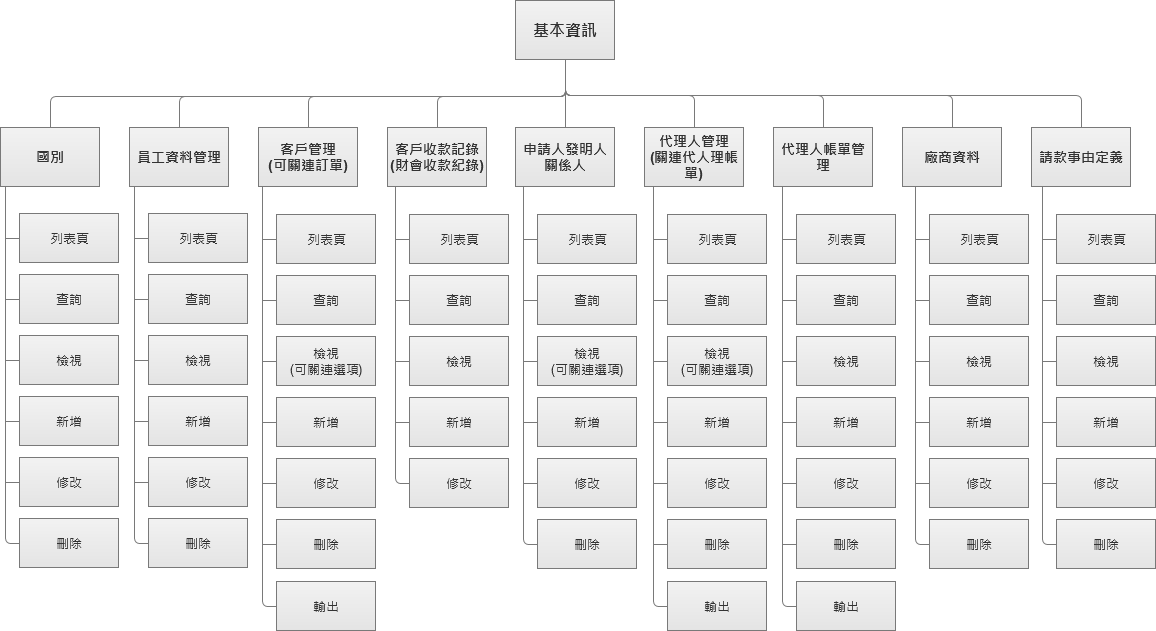 基本資訊
國別
員工資料管理
客戶管理
(可關連訂單)
客戶收款記錄
(財會收款紀錄)
申請人發明人
關係人
代理人管理
(關連代人理帳
單)
代理人帳單管
理
廠商資料
請款事由定義
列表頁
查詢
檢視
新增
修改
刪除
列表頁
查詢
檢視
新增
修改
刪除
列表頁
查詢
檢視
(可關連選項)
新增
修改
刪除
輸出
列表頁
查詢
檢視
新增
修改
列表頁
查詢
檢視
(可關連選項)
新增
修改
刪除
列表頁
查詢
檢視
(可關連選項)
新增
修改
刪除
輸出
列表頁
查詢
檢視
新增
修改
刪除
輸出
列表頁
查詢
檢視
新增
修改
刪除
列表頁
查詢
檢視
新增
修改
刪除